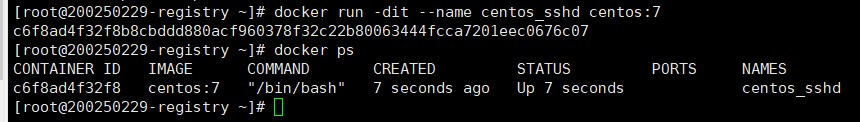 [root@200250229-registry ~]# docker run -dit --name centos_sshd centos:7
c6f8ad4f32f8b8cbddd880acf960378f32c22b80063444fcca7201eec0676c07
[root@200250229-registry ~]# docker ps
CONTAINER ID   IMAGE      COMMAND       CREATED         STATUS         PORTS     NAMES
c6f8ad4f32f8   centos:7   "/bin/bash"   7 seconds ago   Up 7 seconds             centos_sshd
[root@200250229-registry ~]#